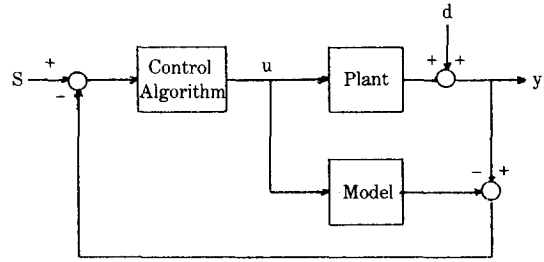 d
+
S
-
Control
Algorithm
u
Plant
+ +
y
Model
- +